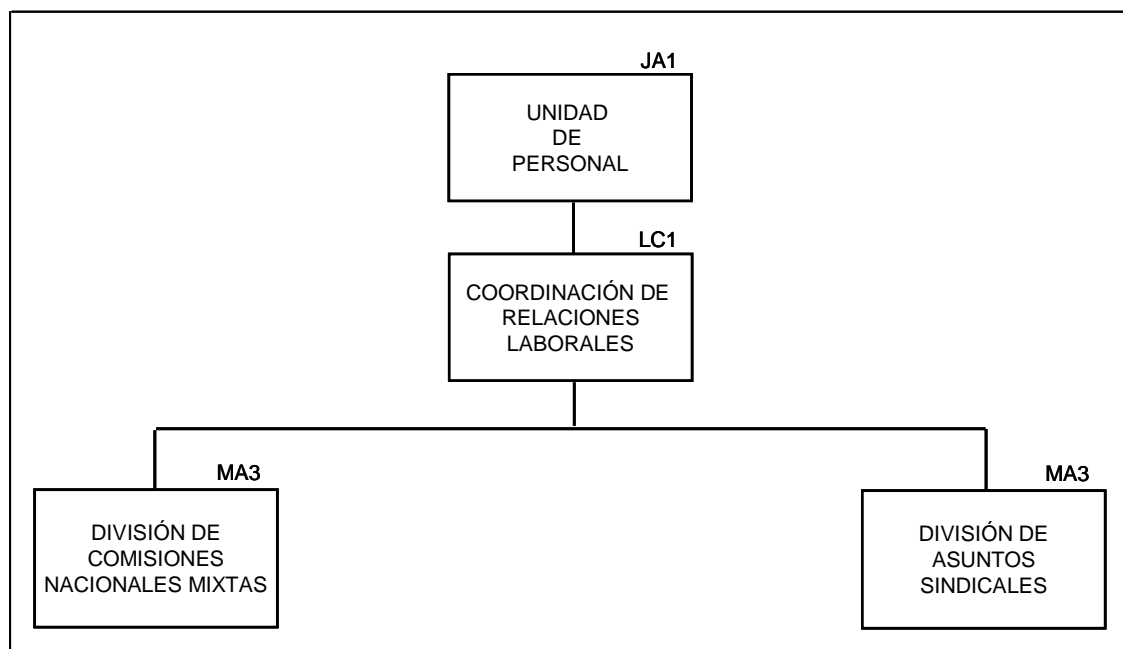 JA1
UNIDAD
DE
PERSONAL
LC1
COORDINACIÓN DE
RELACIONES
LABORALES
MA3
DIVISIÓN DE
COMISIONES
NACIONALES MIXTAS
MA3
DIVISIÓN DE
ASUNTOS
SINDICALES